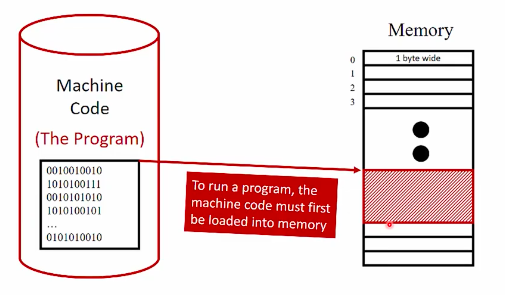 Memory
0
1 byte wide
1
2
3
Machine
Code
(The Program)
0010010010
1010100111
0010101010
1010100101
...
0101010010
To run a program, the
machine code must first
be loaded into memory